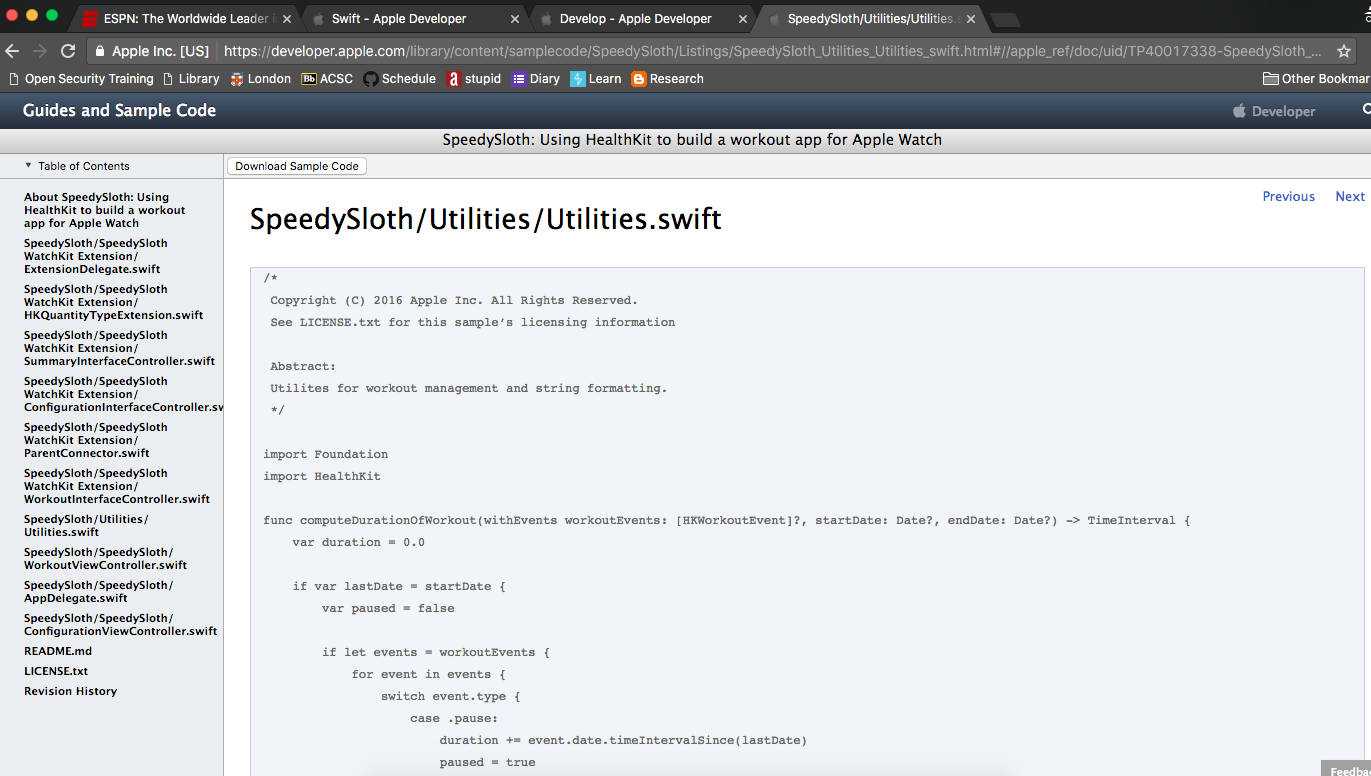 ESPN: The Worldwide Leader i
Swift - Apple Developer
Develop - Apple Developer
SpeedySloth/Utilities/Utilities.s
Apple Inc. [US]
https://developer.apple.com/library/content/samplecode/SpeedySloth/Listings/SpeedySloth_Utilities_Utilities_swift.html#//apple_ref/doc/uid/TP40017338-SpeedySloth_...
Open Security Training
Library
London
Bb ACSC
Schedule
a stupid
Diary
Learn
Research
Other Bookmar
Guides and Sample Code
Developer
SpeedySloth: Using HealthKit to build a workout app for Apple Watch
Table of Contents
Download Sample Code
About SpeedySloth: Using
HealthKit to build a workout
app for Apple Watch
SpeedySloth/SpeedySloth
WatchKit Extension/
ExtensionDelegate.swift
SpeedySloth/SpeedySloth
WatchKit Extension/
HKQuantityTypeExtension.swift
SpeedySloth/SpeedySloth
WatchKit Extension/
SummaryInterfaceController.swift
SpeedySloth/SpeedySloth
WatchKit Extension/
ConfigurationInterfaceController.sw
SpeedySloth/SpeedySloth
WatchKit Extension/
ParentConnector.swift
SpeedySloth/SpeedySloth
WatchKit Extension/
WorkoutInterfaceController.swift
SpeedySloth/Utilities/
Utilities.swift
SpeedySloth/SpeedySloth/
WorkoutViewController.swift
SpeedySloth/SpeedySloth/
AppDelegate.swift
SpeedySloth/SpeedySloth/
ConfigurationViewController.swift
README.md
LICENSE.txt
Revision History
Previous
Next
SpeedySloth/Utilities/Utilities.swift
/*
 Copyright (C) 2016 Apple Inc. All Rights Reserved.
 See LICENSE.txt for this sample’s licensing information
 Abstract:
 Utilites for workout management and string formatting.
 */
import Foundation
import HealthKit
func computeDurationOfWorkout(withEvents workoutEvents: [HKWorkoutEvent]?, startDate: Date?, endDate: Date?) -> TimeInterval {
    var duration = 0.0
    if var lastDate = startDate {
        var paused = false
        if let events = workoutEvents {
            for event in events {
                switch event.type {
                    case .pause:
                        duration += event.date.timeIntervalSince(lastDate)
                        paused = true
Feedba